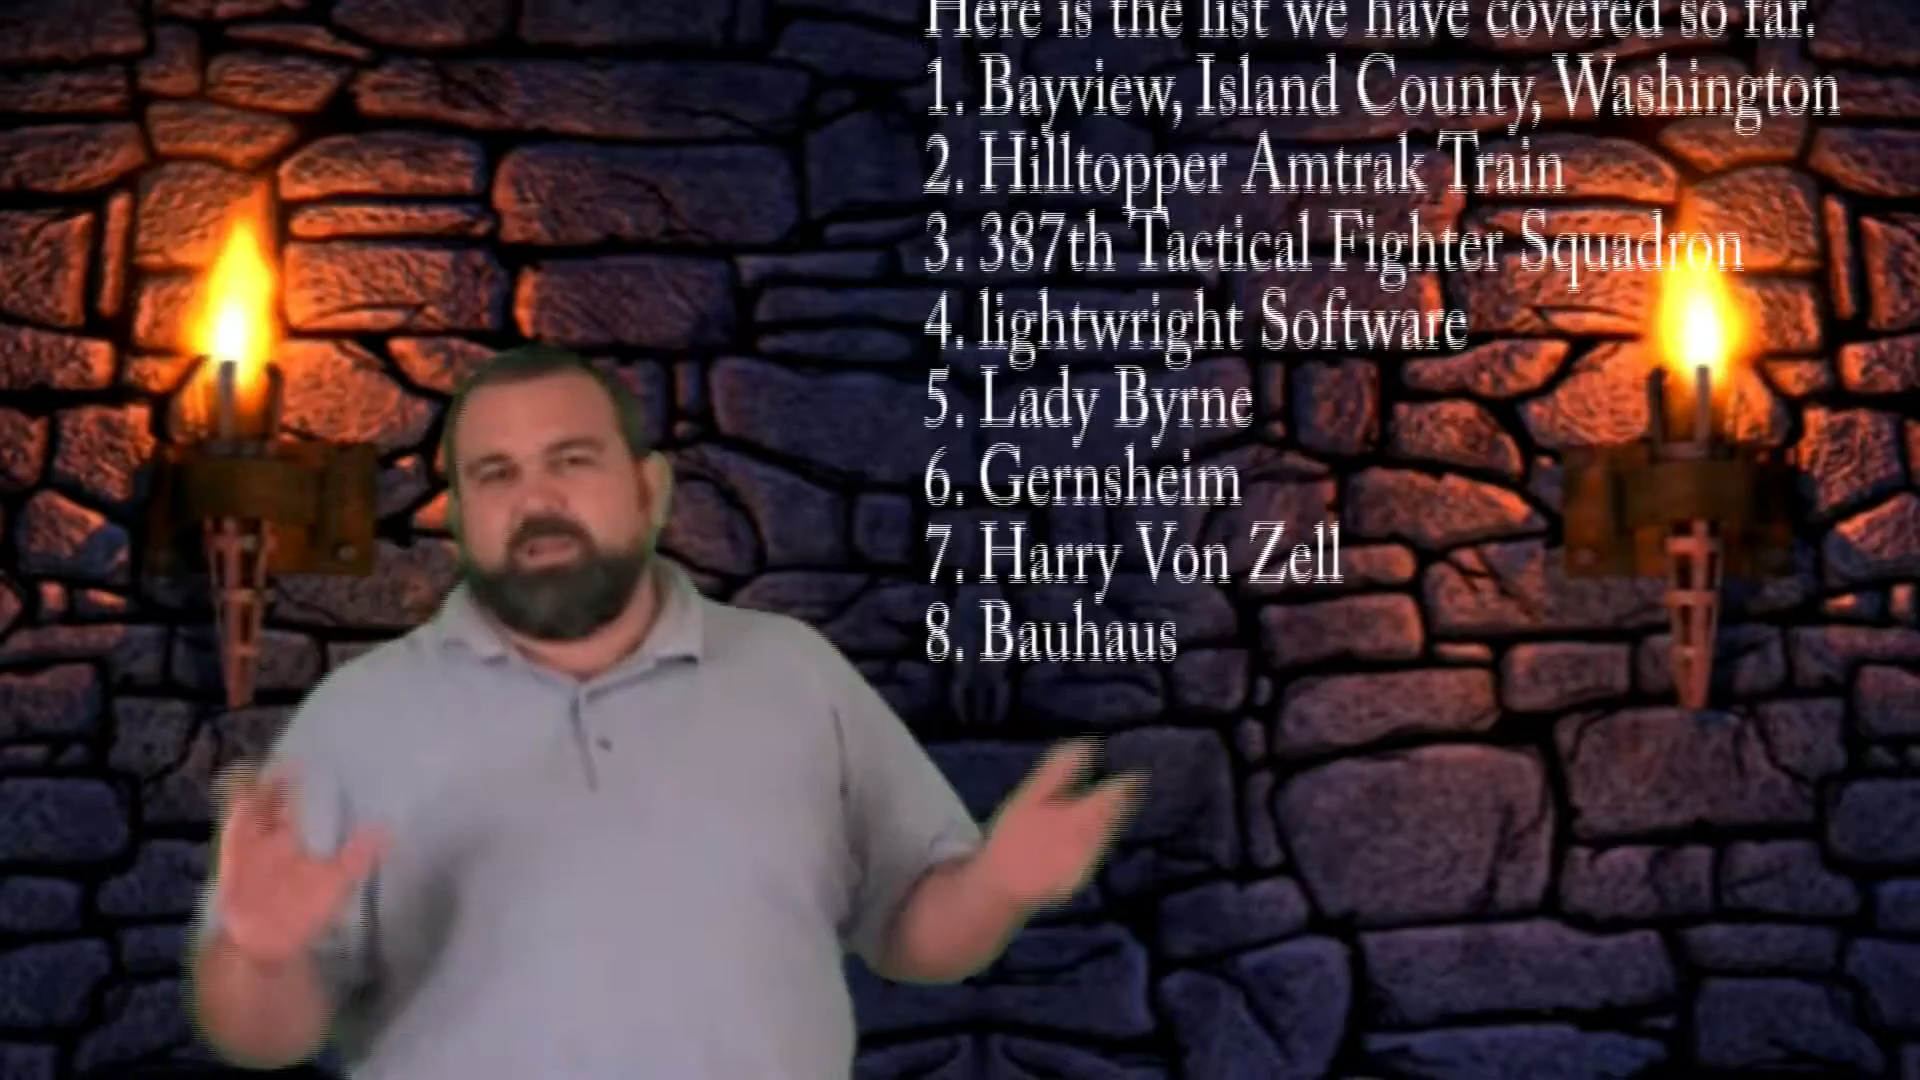 Here is the list we have covered so far.
1. Bayview, Island County, Washington
2. Hilltopper Amtrak Train
3. 387th Tactical Fighter Squadron
4. lightwright Software
5. Lady Byrne
6. Gernsheim
7. Harry Von Zell
8. Bauhaus